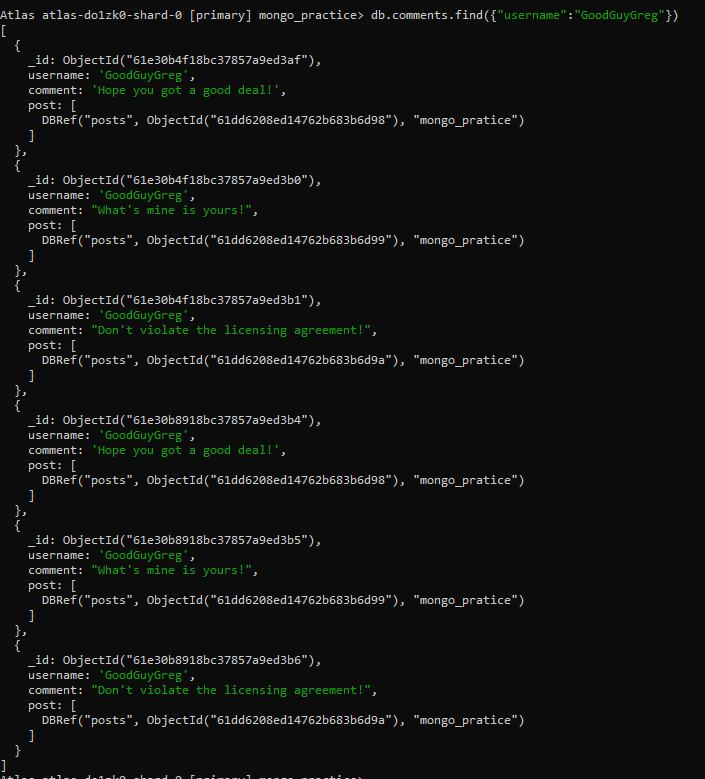 Atlas atlas-do1zk0-shard-0 [primary] mongo_practice> db.comments.find({"username":"GoodGuyGreg"})
[
  {
    _id: ObjectId("61e30b4f18bc37857a9ed3af"),
    username: 'GoodGuyGreg',
    comment: 'Hope you got a good deal!',
    post: [
      DBRef("posts", ObjectId("61dd6208ed14762b683b6d98"), "mongo_pratice")
    ]
  },
  {
    _id: ObjectId("61e30b4f18bc37857a9ed3b0"),
    username: 'GoodGuyGreg',
    comment: "What's mine is yours!",
    post: [
      DBRef("posts", ObjectId("61dd6208ed14762b683b6d99"), "mongo_pratice")
    ]
  },
  {
    _id: ObjectId("61e30b4f18bc37857a9ed3b1"),
    username: 'GoodGuyGreg',
    comment: "Don't violate the licensing agreement!",
    post: [
      DBRef("posts", ObjectId("61dd6208ed14762b683b6d9a"), "mongo_pratice")
    ]
  },
  {
    _id: ObjectId("61e30b8918bc37857a9ed3b4"),
    username: 'GoodGuyGreg',
    comment: 'Hope you got a good deal!',
    post: [
      DBRef("posts", ObjectId("61dd6208ed14762b683b6d98"), "mongo_pratice")
    ]
  },
  {
    _id: ObjectId("61e30b8918bc37857a9ed3b5"),
    username: 'GoodGuyGreg',
    comment: "What's mine is yours!",
    post: [
      DBRef("posts", ObjectId("61dd6208ed14762b683b6d99"), "mongo_pratice")
    ]
  },
  {
    _id: ObjectId("61e30b8918bc37857a9ed3b6"),
    username: 'GoodGuyGreg',
    comment: "Don't violate the licensing agreement!",
    post: [
      DBRef("posts", ObjectId("61dd6208ed14762b683b6d9a"), "mongo_pratice")
    ]
  }
]